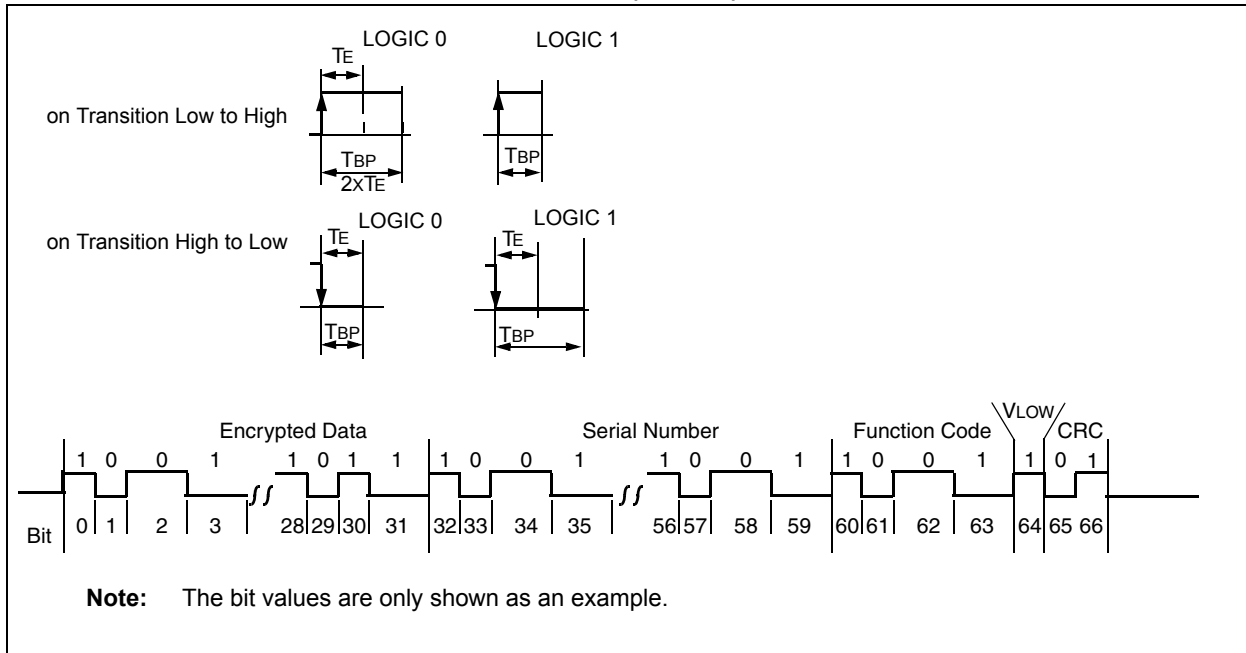 LOGIC 0 LOGIC 1
TE
on Transition Low to High
TBP TBP
2XTE
LOGIC 0 LOGIC 1
on Transition High to Low TE TE
TBP TBP
VLOW
Encrypted Data Serial Number Function Code CRC
1 0 0 1 1 0 1 1 1 0 0 1 1 0 0 1 1 0 0 1 1 0 1
Bit 0 1 2 3 28 29 30 31 32 33 34 35 56 57 58 59 60 61 62 63 64 65 66
Note: The bit values are only shown as an example.